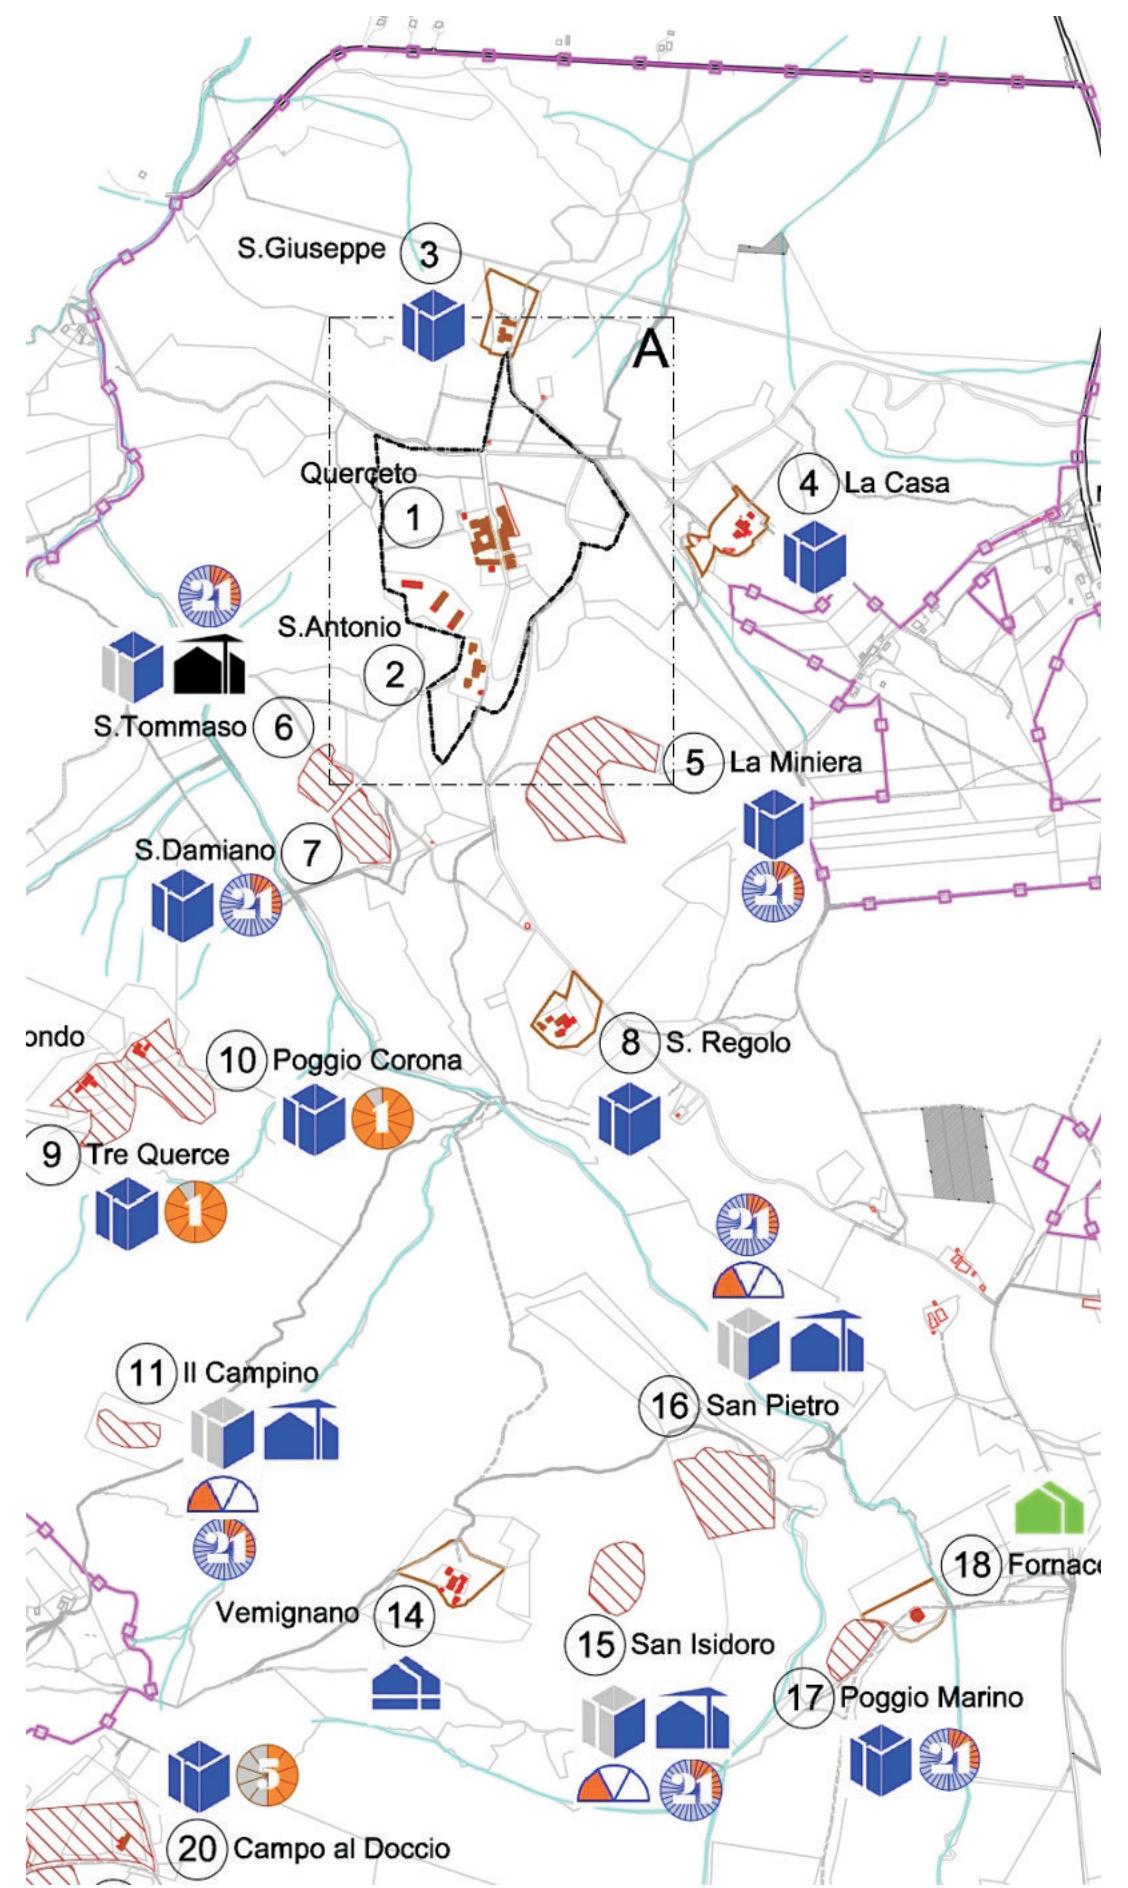 S.Giuseppe 3
A
Querceto
1
4 La Casa
21
S.Antonio
2
S.Tommaso 6
5 La Miniera
S.Damiano 7
21
21
ondo
8 S. Regolo
10 Poggio Corona
1
9 Tre Querce
1
21
11 Il Campino
16 San Pietro
21
18 Fornace
Vemignano 14
15 San Isidoro
17 Poggio Marino
21
21
5
20 Campo al Doccio